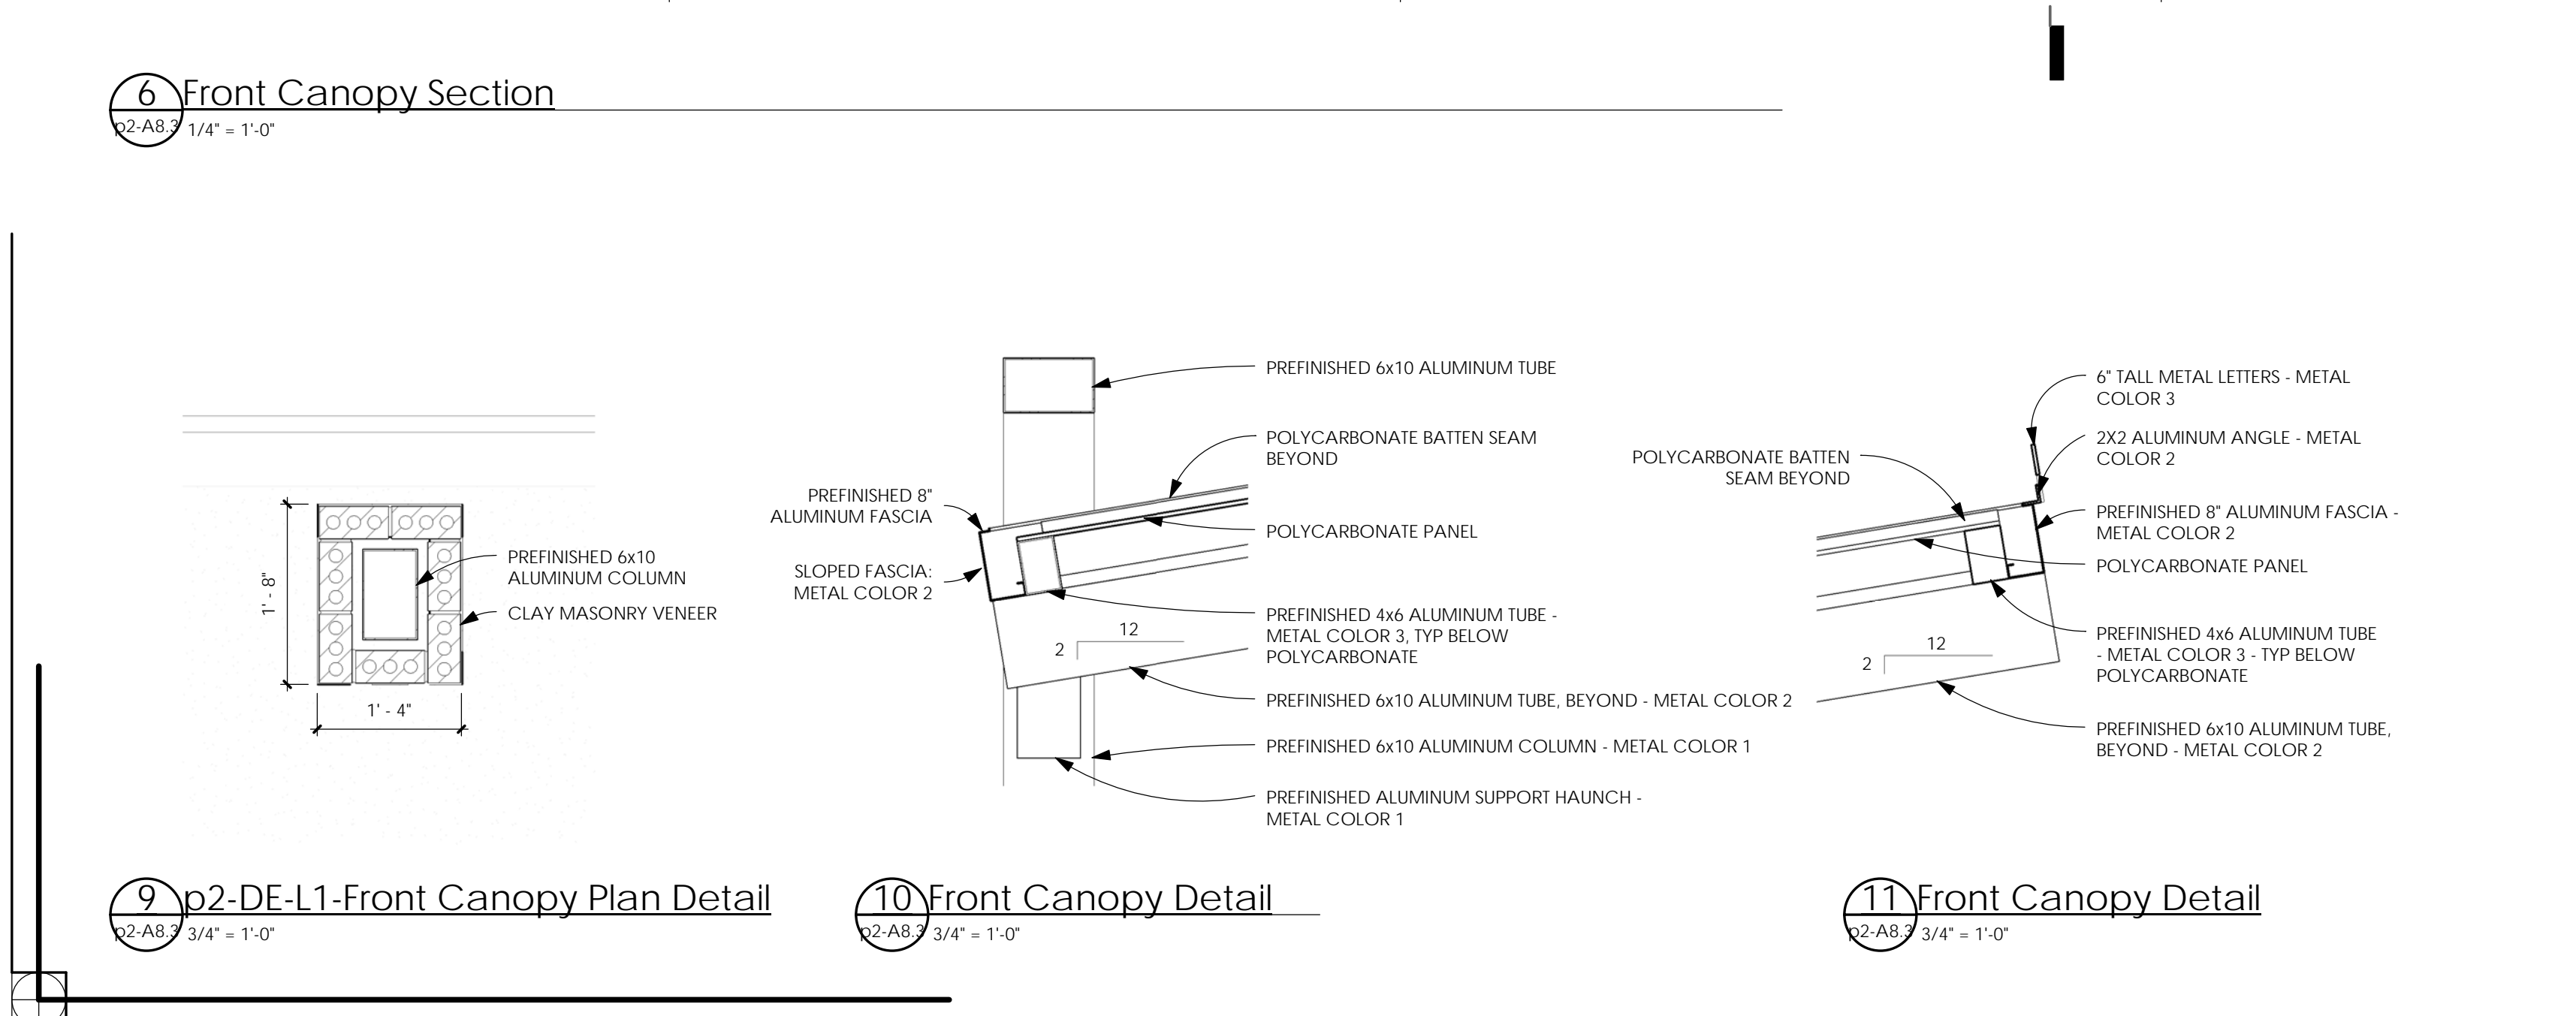 6
Front Canopy Section
p2-A8.3
1/4" = 1'-0"
1' - 8"
1' - 4"
PREFINISHED 6x10
ALUMINUM COLUMN
CLAY MASONRY VENEER
9
p2-DE-L1-Front Canopy Plan Detail
p2-A8.3
3/4" = 1'-0"
PREFINISHED 8"
ALUMINUM FASCIA
SLOPED FASCIA:
METAL COLOR 2
PREFINISHED 6x10 ALUMINUM TUBE
POLYCARBONATE BATTEN SEAM
BEYOND
POLYCARBONATE PANEL
PREFINISHED 4x6 ALUMINUM TUBE -
METAL COLOR 3, TYP BELOW
POLYCARBONATE
12
2
PREFINISHED 6x10 ALUMINUM TUBE, BEYOND - METAL COLOR 2
PREFINISHED 6x10 ALUMINUM COLUMN - METAL COLOR 1
PREFINISHED ALUMINUM SUPPORT HAUNCH -
METAL COLOR 1
10
Front Canopy Detail
p2-A8.3
3/4" = 1'-0"
POLYCARBONATE BATTEN
SEAM BEYOND
6" TALL METAL LETTERS - METAL
COLOR 3
2X2 ALUMINUM ANGLE - METAL
COLOR 2
PREFINISHED 8" ALUMINUM FASCIA -
METAL COLOR 2
POLYCARBONATE PANEL
12
2
PREFINISHED 4x6 ALUMINUM TUBE
- METAL COLOR 3 - TYP BELOW
POLYCARBONATE
PREFINISHED 6x10 ALUMINUM TUBE,
BEYOND - METAL COLOR 2
11
Front Canopy Detail
p2-A8.3
3/4" = 1'-0"